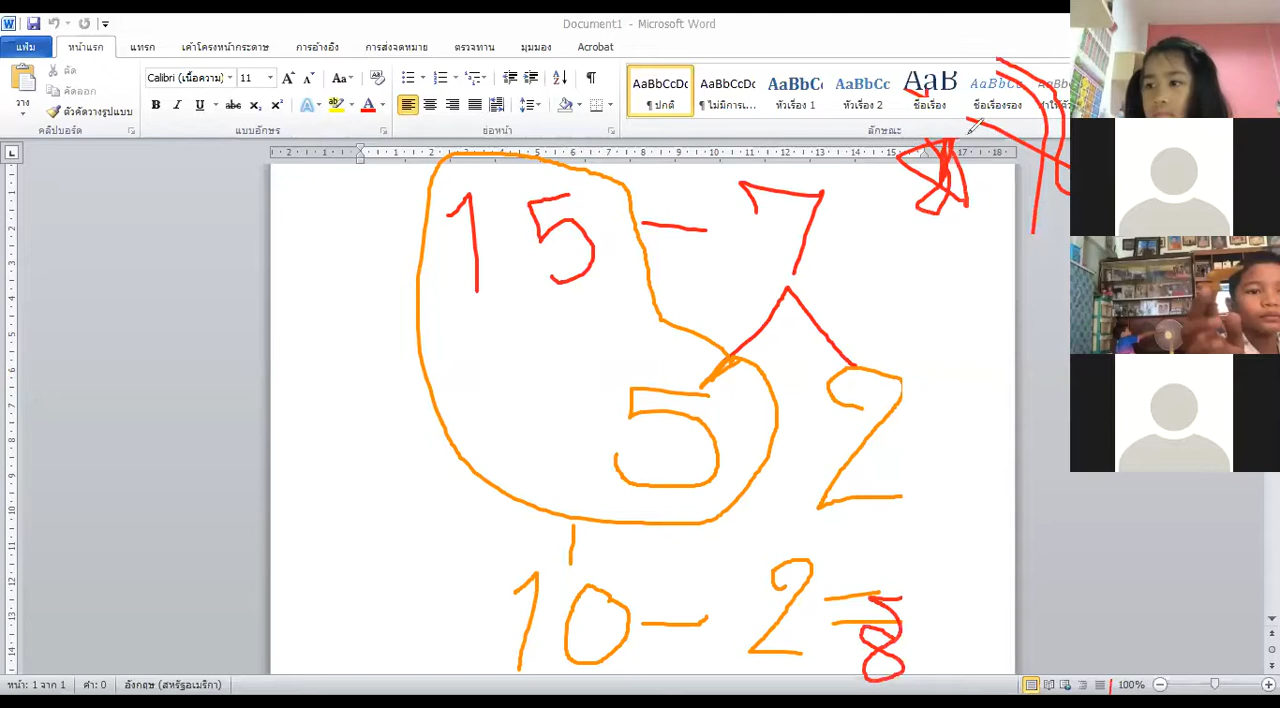 Document1 - Microsoft Word
แฟ้ม หน้าแรก แทรก เค้าโครงหน้ากระดาษ การอ้างอิง การส่งจดหมาย ตรวจทาน มุมมอง Acrobat
วาง
ตัด
คัดลอก
ตัวคัดวางรูปแบบ
คลิปบอร์ด
Calibri (เนื้อความ) 11
แบบอักษร
ย่อหน้า
AaBbCcDc AaBbCcDc AaBbC AaBbCc AaB AaBbCc
¶ ปกติ ¶ ไม่มีการเ... หัวเรื่อง 1 หัวเรื่อง 2 ชื่อเรื่อง ชื่อเรื่องรอง
ลักษณะ
15 - 7
5 2
10 - 2 = 8
หน้า: 1 จาก 1 คำ: 0 อังกฤษ (สหรัฐอเมริกา) 100%